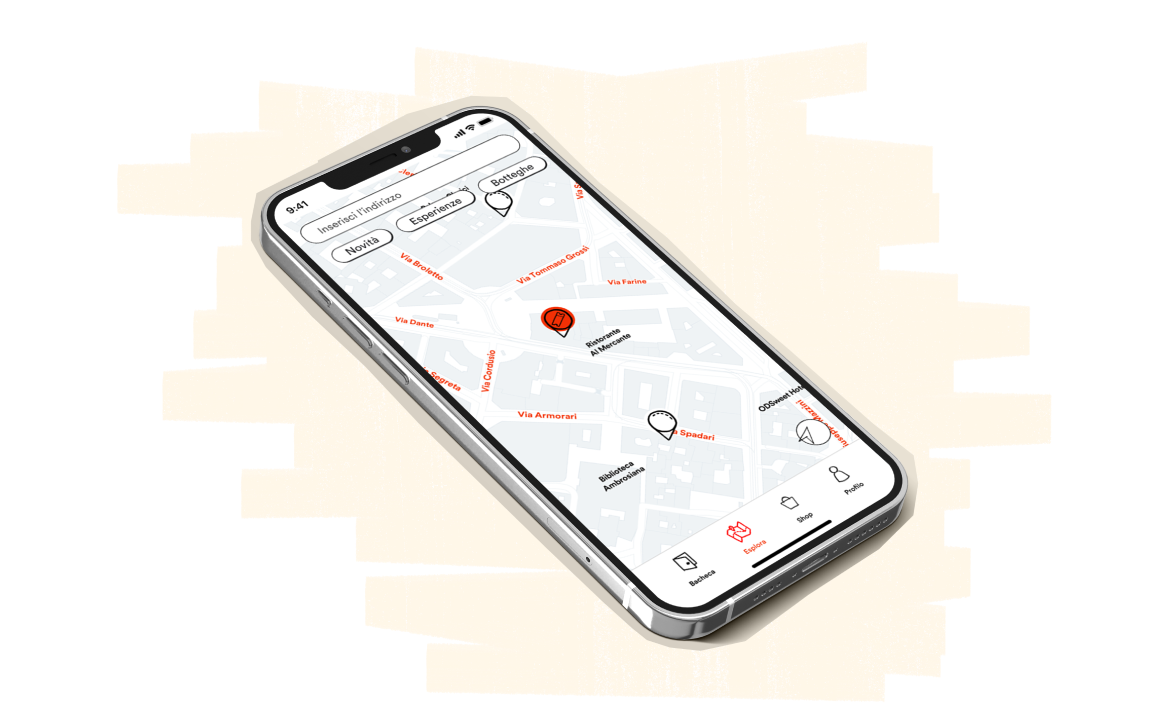 9:41
Inserisci l'indirizzo
Novità
Esperienze
Botteghe
Via Broletto
Via Tommaso Grossi
Via Farine
Via Dante
Ristorante
Al Mercante
Via Cordusio
Segreta
Via Armorari
Spadari
ODSweet
Biblioteca
Ambrosiana
Bacheca
Esplora
Shop
Profilo